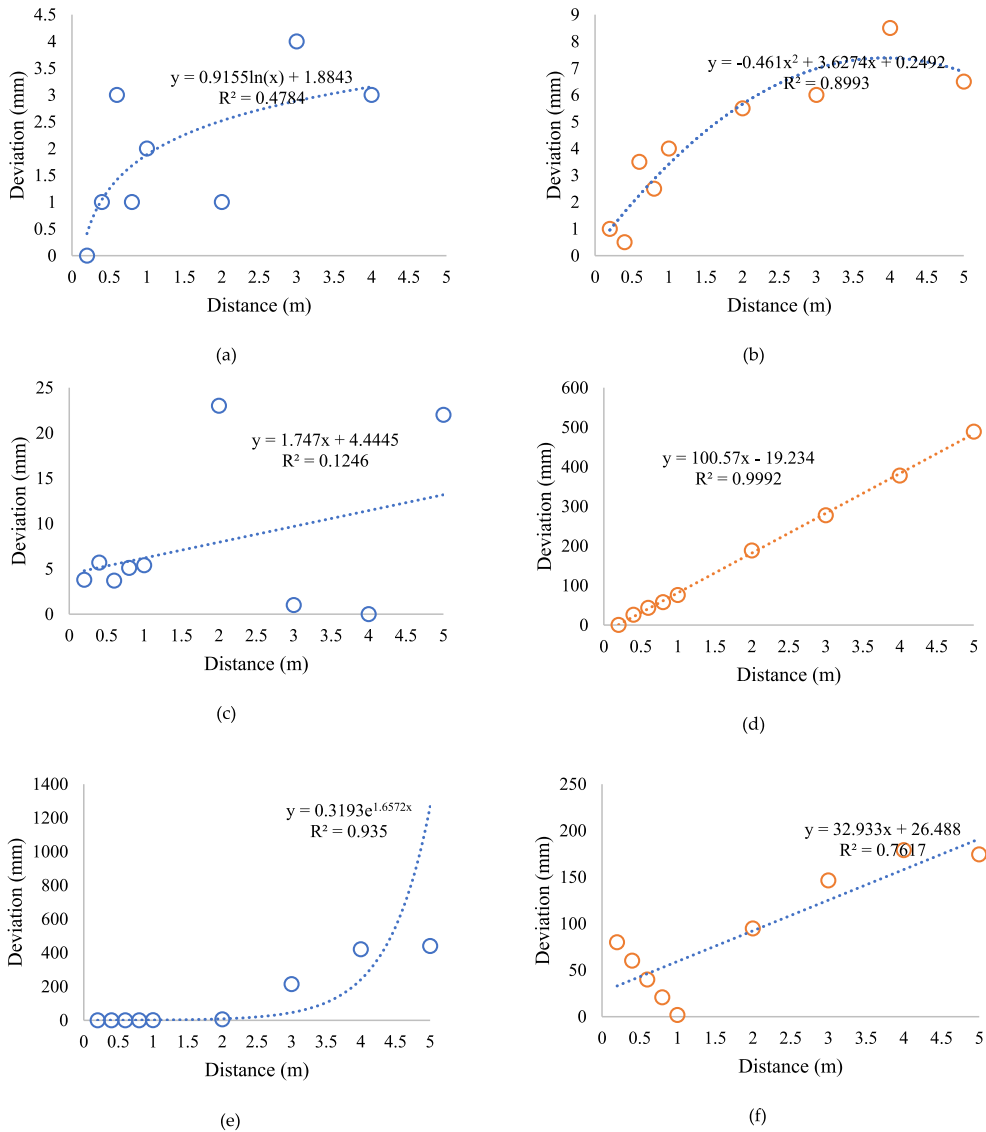 4.5
4
3.5
3
2.5
2
1.5
1
0.5
0
Deviation (mm)
y = 0.9155ln(x) + 1.8843
R² = 0.4784
0 0.5 1 1.5 2 2.5 3 3.5 4 4.5 5
Distance (m)
(a)
9
8
7
6
5
4
3
2
1
0
Deviation (mm)
y = -0.461x² + 3.6274x + 0.2492
R² = 0.8993
0 0.5 1 1.5 2 2.5 3 3.5 4 4.5 5
Distance (m)
(b)
25
20
15
10
5
0
Deviation (mm)
y = 1.747x + 4.4445
R² = 0.1246
0 0.5 1 1.5 2 2.5 3 3.5 4 4.5 5
Distance (m)
(c)
600
500
400
300
200
100
0
Deviation (mm)
y = 100.57x - 19.234
R² = 0.9992
0 0.5 1 1.5 2 2.5 3 3.5 4 4.5 5
Distance (m)
(d)
1400
1200
1000
800
600
400
200
0
Deviation (mm)
y = 0.3193e^1.6572x
R² = 0.935
0 0.5 1 1.5 2 2.5 3 3.5 4 4.5 5
Distance (m)
(e)
250
200
150
100
50
0
Deviation (mm)
y = 32.933x + 26.488
R² = 0.7617
0 0.5 1 1.5 2 2.5 3 3.5 4 4.5 5
Distance (m)
(f)